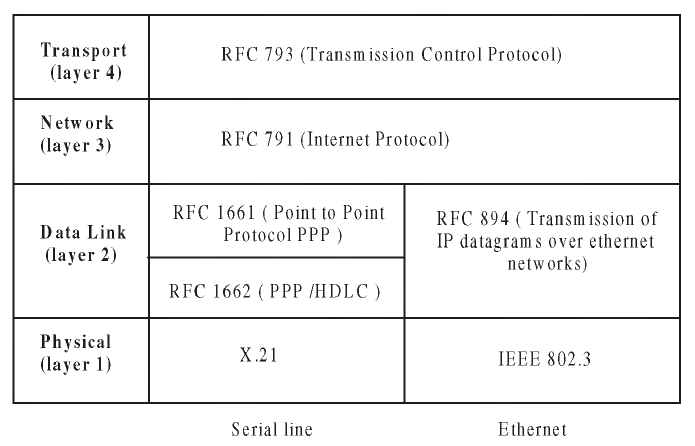 Transport
(layer 4)
RFC 793 (Transmission Control Protocol)
Network
(layer 3)
RFC 791 (Internet Protocol)
Data Link
(layer 2)
RFC 1661 ( Point to Point
Protocol PPP )
RFC 1662 ( PPP /HDLC )
RFC 894 ( Transmission of
IP datagrams over ethernet
networks)
Physical
(layer 1)
X.21
IEEE 802.3
Serial line
Ethernet